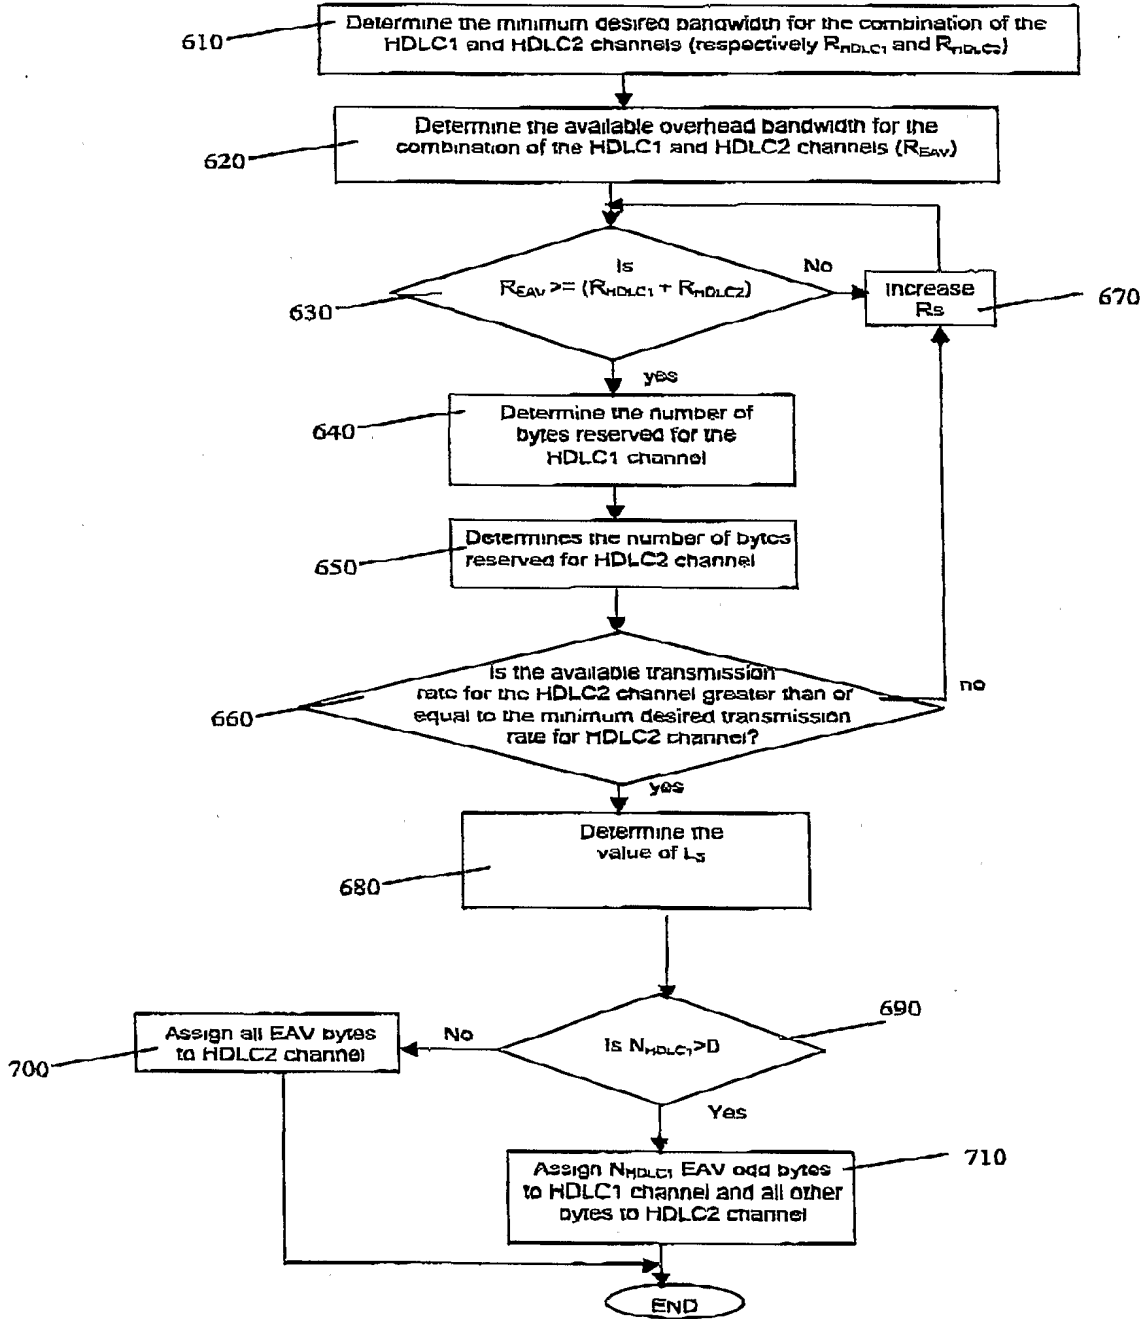 610
Determine the minimum desired bandwidth for the combination of the
HDLC1 and HDLC2 channels (respectively RHDLC1 and RHDLC2)
620
Determine the available overhead bandwidth for the
combination of the HDLC1 and HDLC2 channels (REAV)
630
Is
REAV >= (RHDLC1 + RHDLC2)
No
Increase
Rs
670
yes
640
Determine the number of
bytes reserved for the
HDLC1 channel
650
Determines the number of bytes
reserved for HDLC2 channel
660
Is the available transmission
rate for the HDLC2 channel greater than or
equal to the minimum desired transmission
rate for HDLC2 channel?
no
yes
680
Determine the
value of LS
690
Is NHDLC1>0
No
700
Assign all EAV bytes
to HDLC2 channel
Yes
710
Assign NHDLC1 EAV odd bytes
to HDLC1 channel and all other
bytes to HDLC2 channel
END